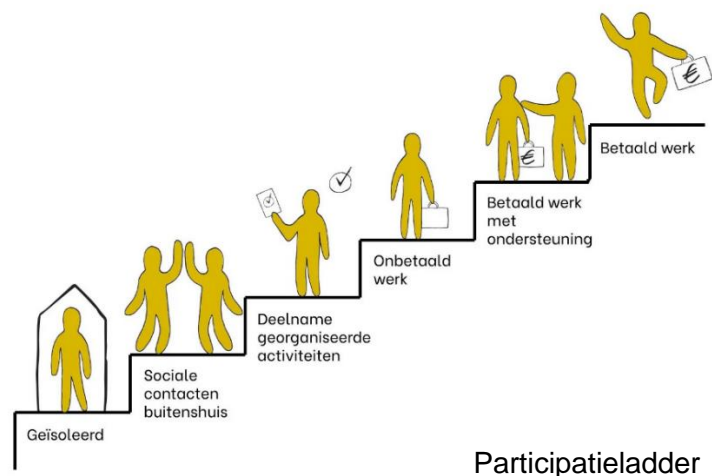 Geïsoleerd
Sociale
contacten
buitenshuis
Deelname
georganiseerde
activiteiten
Onbetaald
werk
€
Betaald werk
met
ondersteuning
€
Betaald werk
Participatieladder